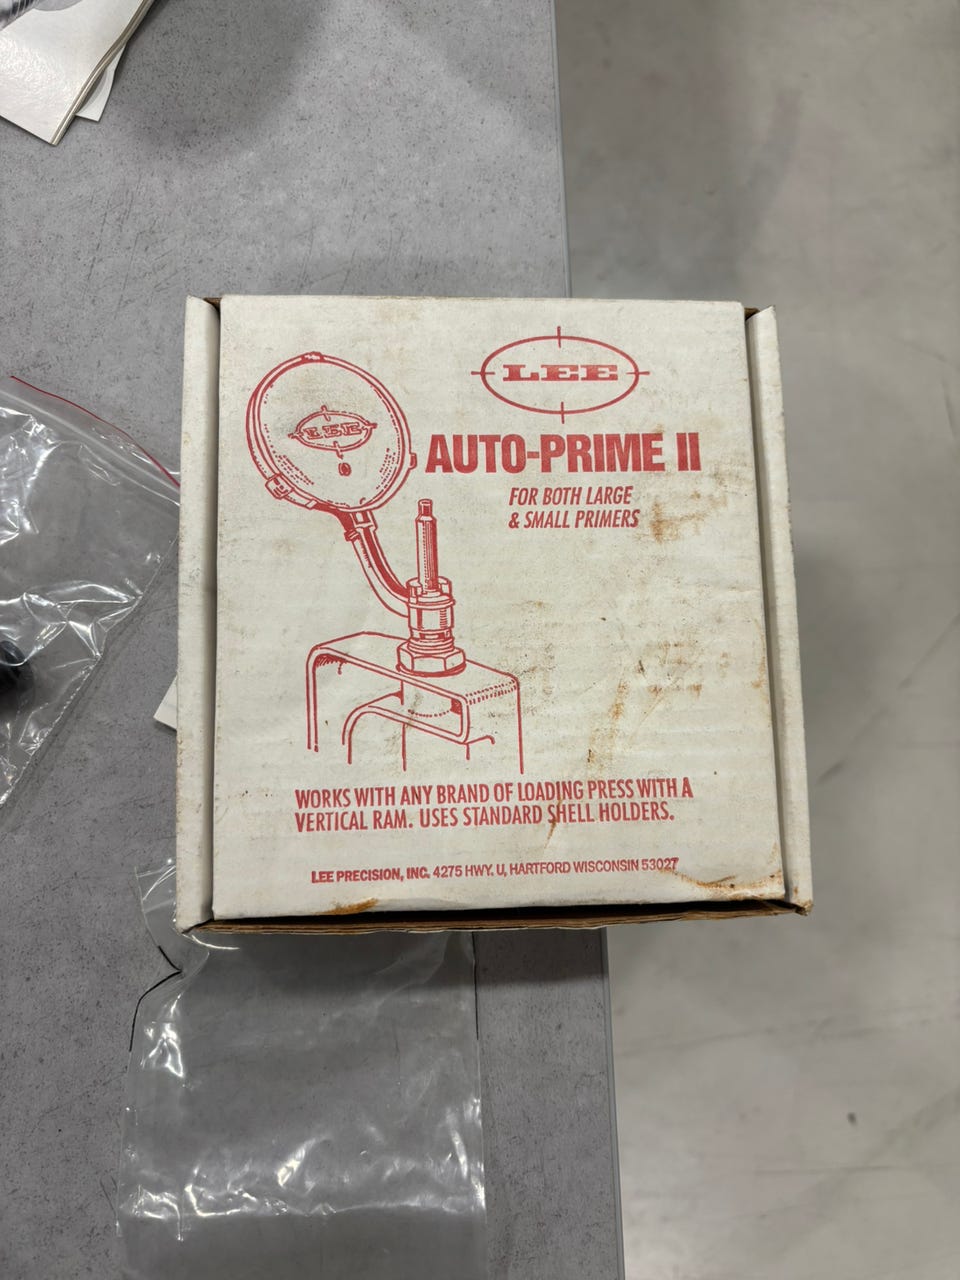 LEE
LEE
AUTO-PRIME II
FOR BOTH LARGE
& SMALL PRIMERS
WORKS WITH ANY BRAND OF LOADING PRESS WITH A
VERTICAL RAM. USES STANDARD SHELL HOLDERS.
LEE PRECISION, INC. 4275 HWY. U, HARTFORD WISCONSIN 53027